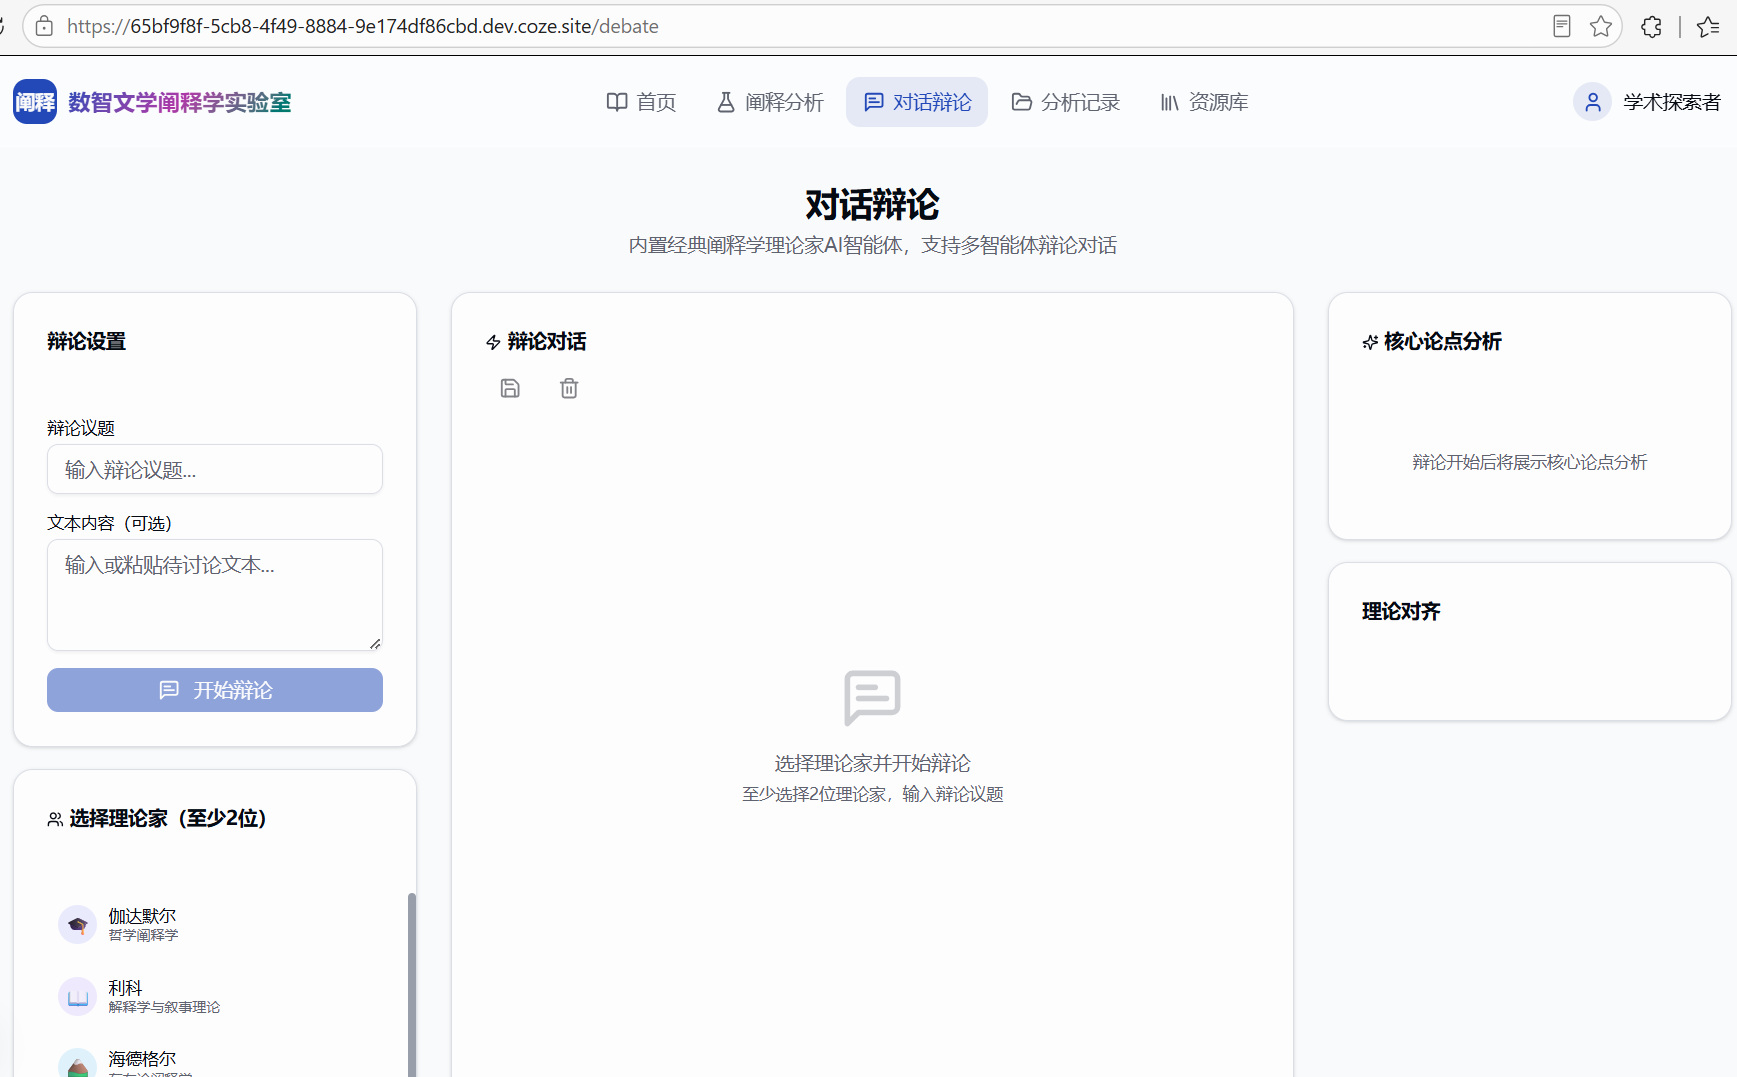 https://65bf9f8f-5cb8-4f49-8884-9e174df86cbd.dev.coze.site/debate
阐释 数智文学阐释学实验室
首页 阐释分析 对话辩论 分析记录 资源库
学术探索者
对话辩论
内置经典阐释学理论家AI智能体，支持多智能体辩论对话
辩论设置
辩论议题
输入辩论议题...
文本内容（可选）
输入或粘贴待讨论文本...
开始辩论
选择理论家（至少2位）
伽达默尔
哲学阐释学
利科
解释学与叙事理论
海德格尔
辩论对话
选择理论家并开始辩论
至少选择2位理论家，输入辩论议题
核心论点分析
辩论开始后将展示核心论点分析
理论对齐